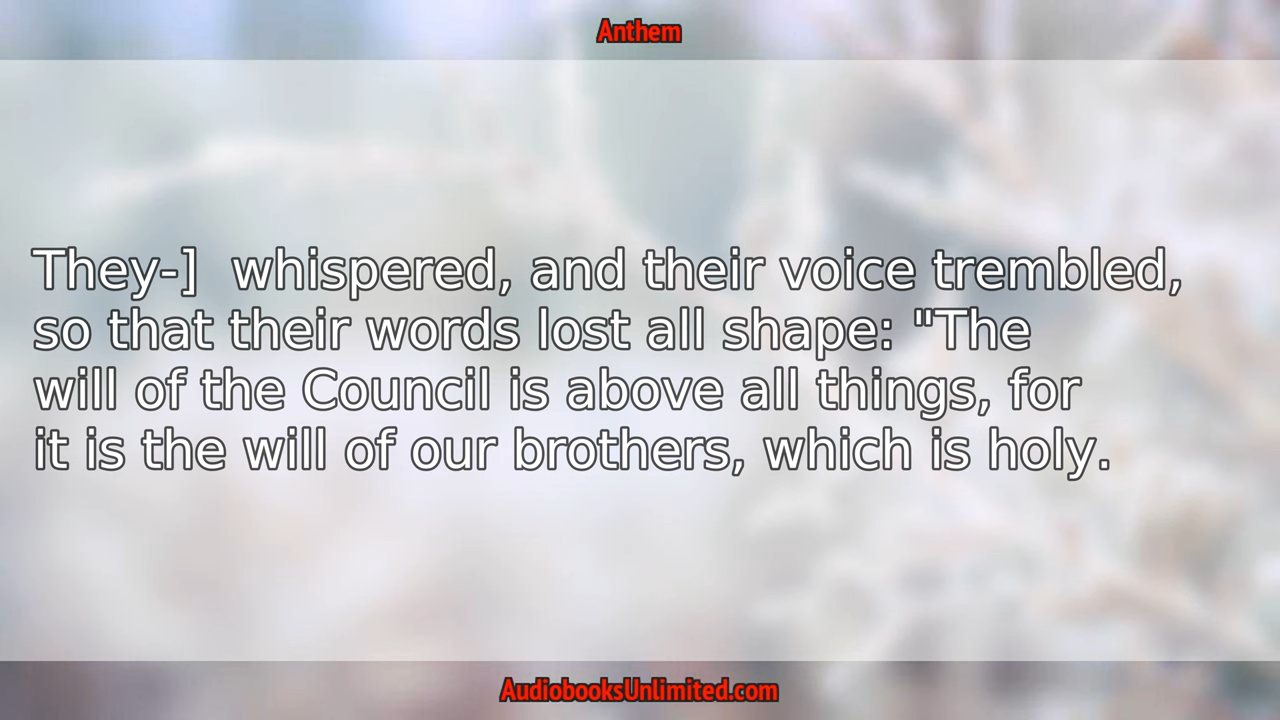 Anthem
They-]  whispered, and their voice trembled,
so that their words lost all shape: "The
will of the Council is above all things, for
it is the will of our brothers, which is holy.
AudiobooksUnlimited.com